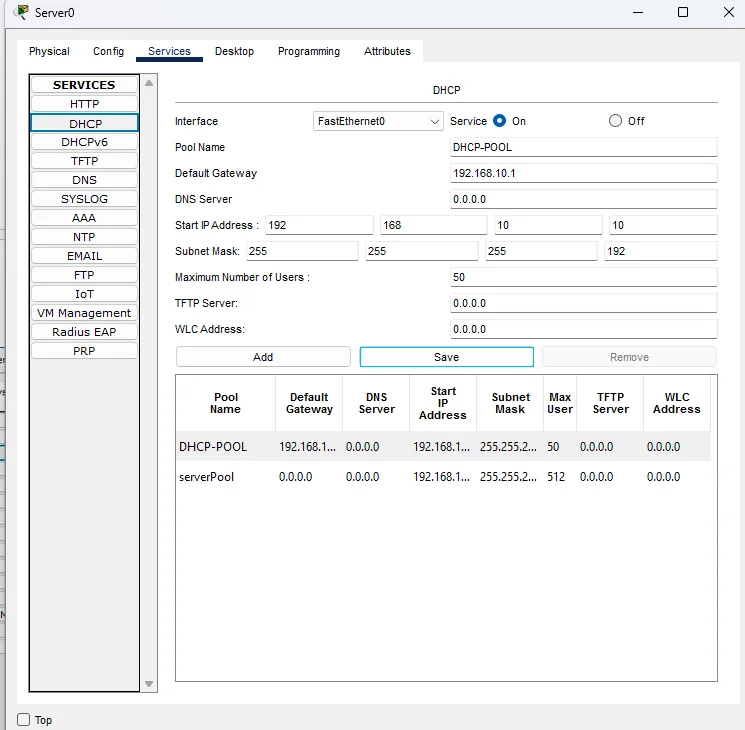 Server0
Physical Config Services Desktop Programming Attributes
SERVICES
HTTP
DHCP
DHCPv6
TFTP
DNS
SYSLOG
AAA
NTP
EMAIL
FTP
IoT
VM Management
Radius EAP
PRP
DHCP
Interface FastEthernet0 Service On Off
Pool Name DHCP-POOL
Default Gateway 192.168.10.1
DNS Server 0.0.0.0
Start IP Address : 192 168 10 10
Subnet Mask: 255 255 255 192
Maximum Number of Users : 50
TFTP Server: 0.0.0.0
WLC Address: 0.0.0.0
Add Save Remove
Pool Name Default Gateway DNS Server Start IP Address Subnet Mask Max User TFTP Server WLC Address
DHCP-POOL 192.168.1... 0.0.0.0 192.168.1... 255.255.2... 50 0.0.0.0 0.0.0.0
serverPool 0.0.0.0 0.0.0.0 192.168.1... 255.255.2... 512 0.0.0.0 0.0.0.0
Top